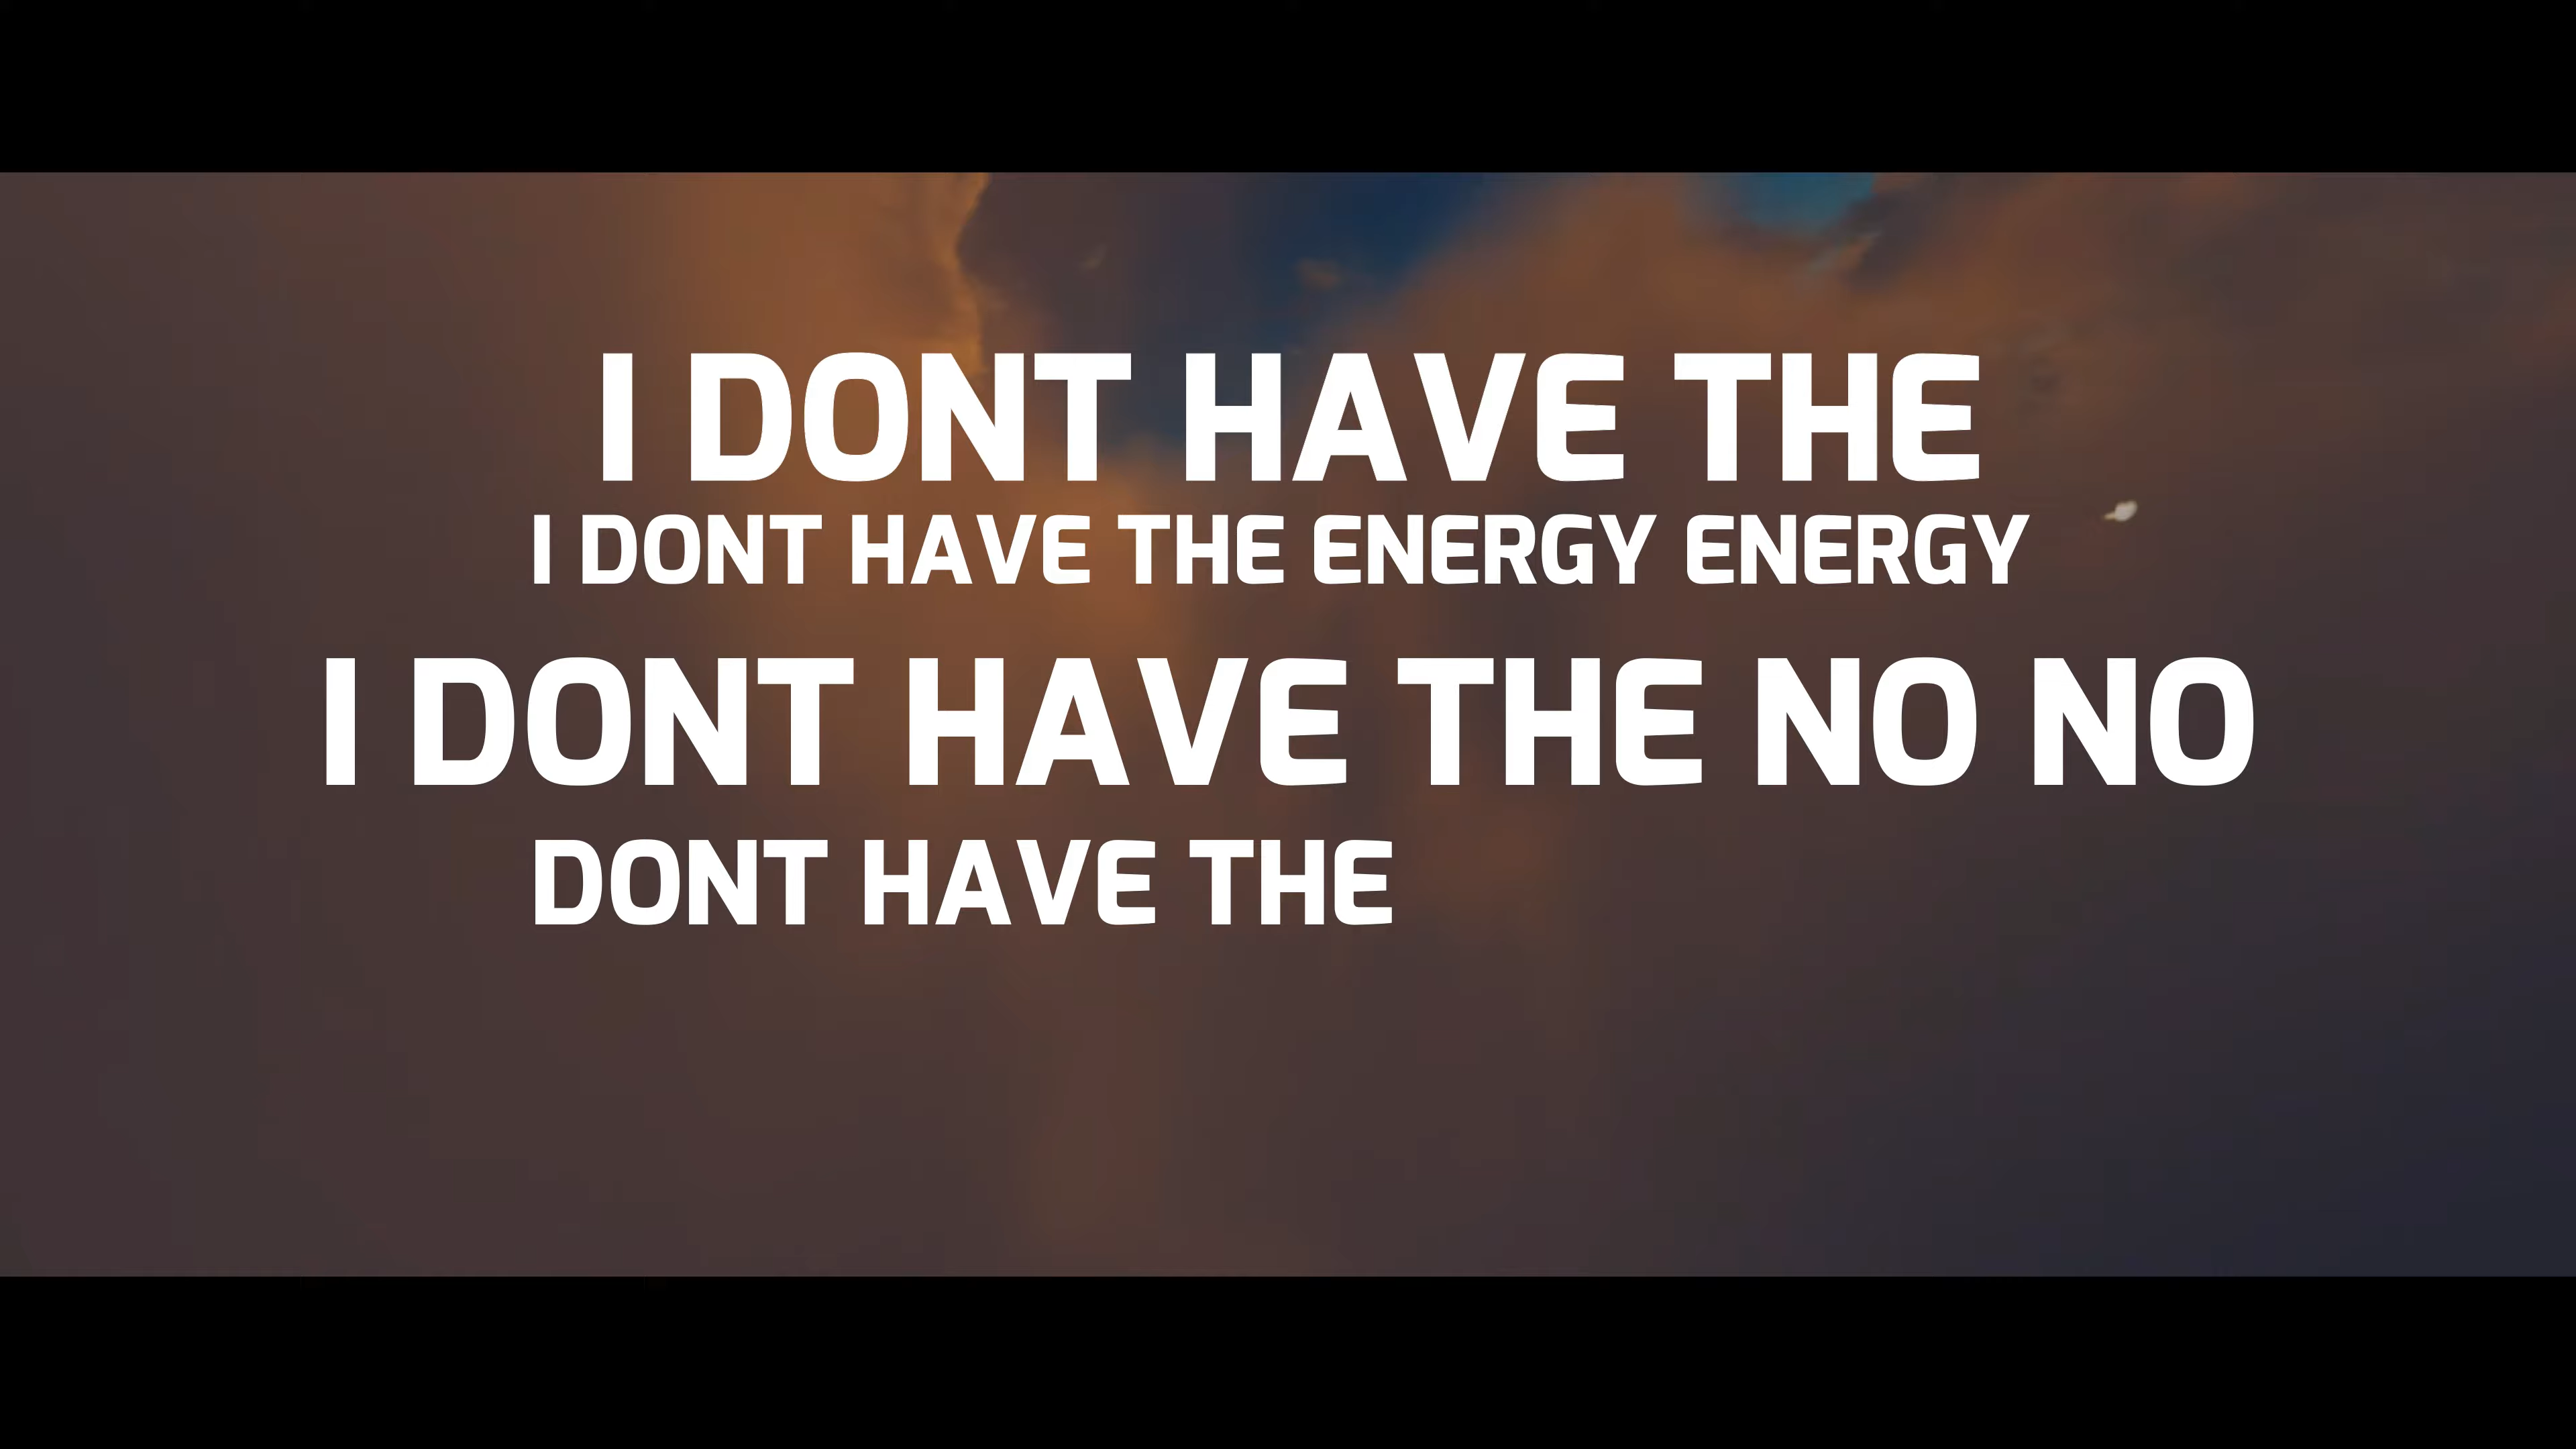 I DONT HAVE THE
I DONT HAVE THE ENERGY ENERGY
I DONT HAVE THE NO NO
DONT HAVE THE